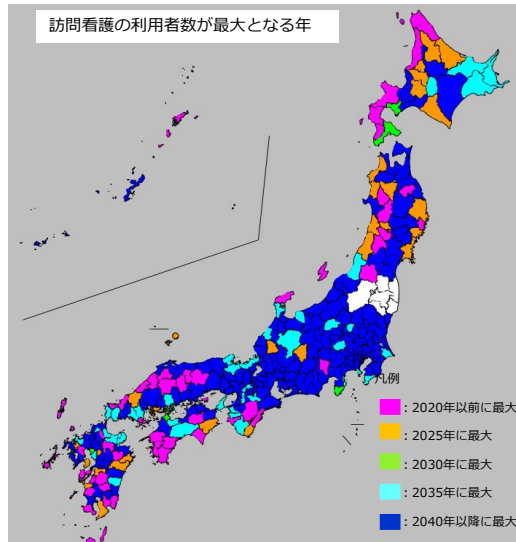 訪問看護の利用者数が最大となる年
凡例
：2020年以前に最大
：2025年に最大
：2030年に最大
：2035年に最大
：2040年以降に最大